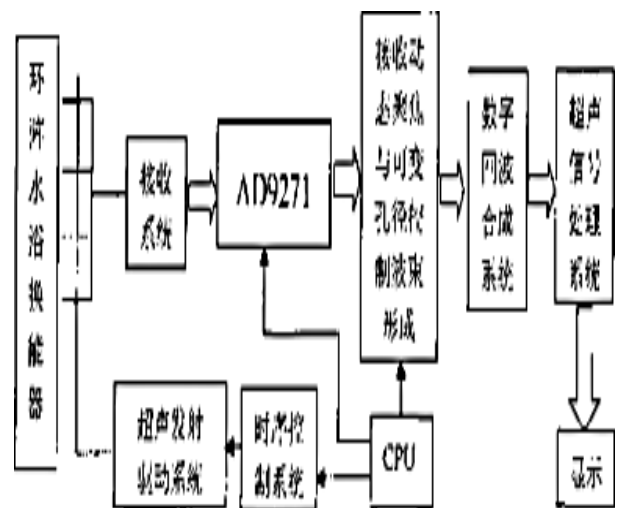 环
阵
水
浴
换
能
器
接收
系统
AD9271
接收动
态聚焦
与可变
孔径控
制波束
形成
数字
回波
合成
系统
超声
信号
处理
系统
超声发射
驱动系统
时序控
制系统
CPU
显示